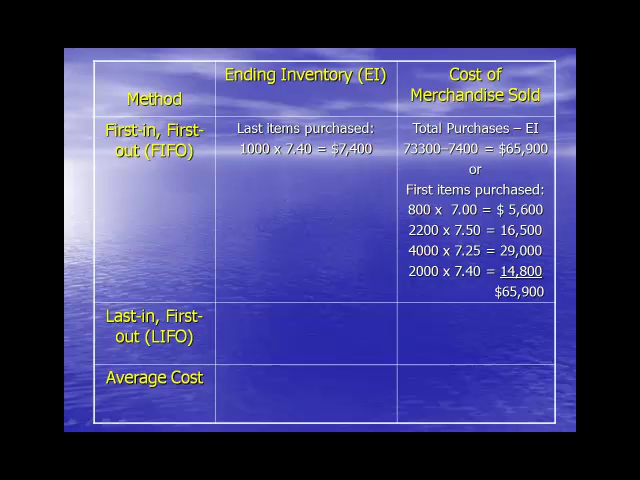 Method
Ending Inventory (EI)
Cost of
Merchandise Sold
First-in, First-
out (FIFO)
Last items purchased:
1000 x 7.40 = $7,400
Total Purchases – EI
73300–7400 = $65,900
or
First items purchased:
800 x 7.00 = $ 5,600
2200 x 7.50 = 16,500
4000 x 7.25 = 29,000
2000 x 7.40 = 14,800
$65,900
Last-in, First-
out (LIFO)
Average Cost